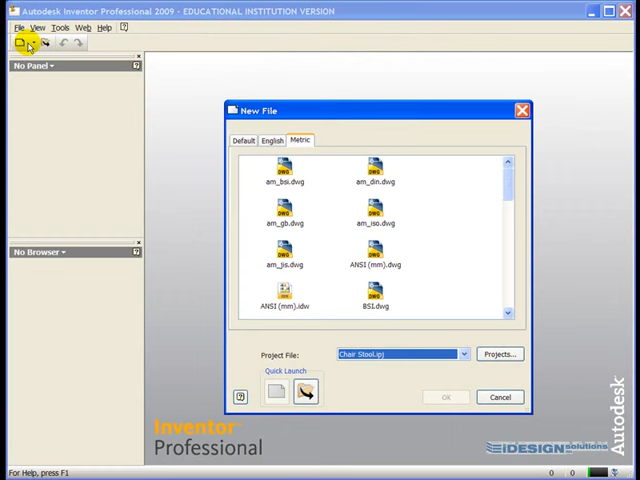 Autodesk Inventor Professional 2009 - EDUCATIONAL INSTITUTION VERSION
File View Tools Web Help
No Panel
New File
Default English Metric
am_bsi.dwg am_din.dwg
am_gb.dwg am_iso.dwg
am_jis.dwg ANSI (mm).dwg
ANSI (mm).idw BSI.dwg
No Browser
Project File: Chair Stool.ipj Projects...
Quick Launch
OK Cancel
Inventor™
Professional
iDESIGNsolutions
Autodesk
For Help, press F1 0 0